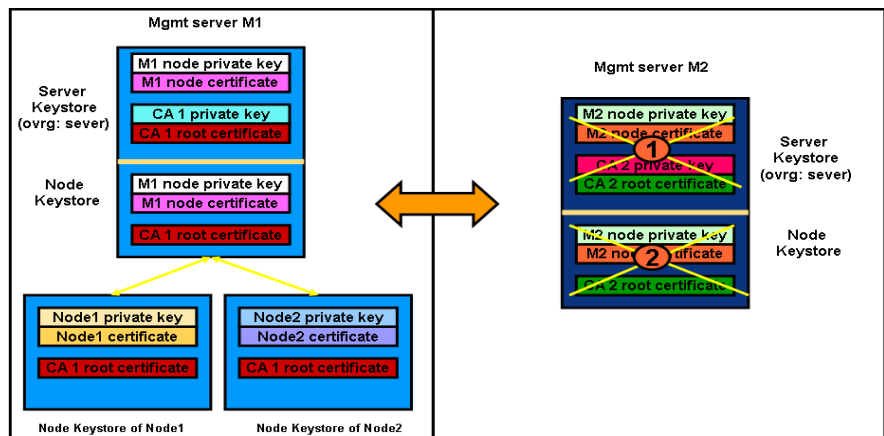 Mgmt server M1
M1 node private key
M1 node certificate
Server
Keystore
(ovrg: sever)
CA 1 private key
CA 1 root certificate
Node
Keystore
M1 node private key
M1 node certificate
CA 1 root certificate
Node1 private key
Node1 certificate
CA 1 root certificate
Node Keystore of Node1
Node2 private key
Node2 certificate
CA 1 root certificate
Node Keystore of Node2
Mgmt server M2
M2 node private key
M2 node certificate
1
CA 2 private key
CA 2 root certificate
Server
Keystore
(ovrg: sever)
M2 node private key
M2 node certificate
2
CA 2 root certificate
Node
Keystore